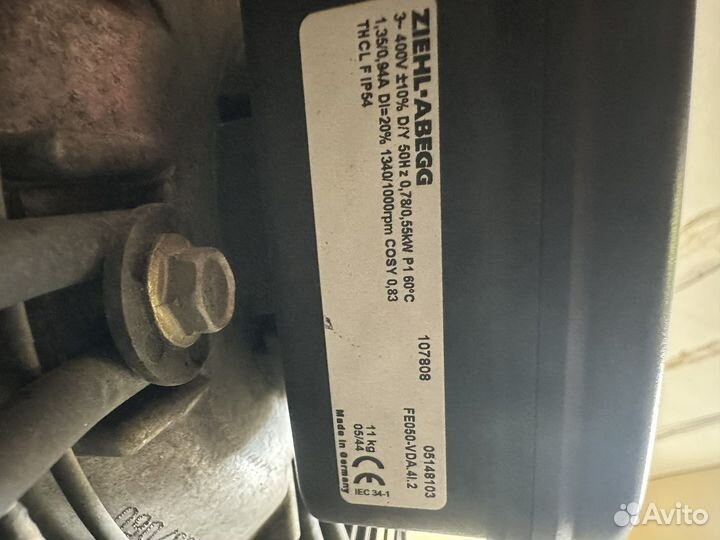 ZIEHL-ABEGG
3~ 400V ±10% D/Y 50Hz 0,78/0,55kW P1 60°C
1,35/0,94A DI=20% 1340/1000rpm COSY 0,83
THCL F IP54
107808
05148103
FE050-VDA.4I.2
11 kg
05/44
CE
IEC 34-1
Made in Germany
Avito